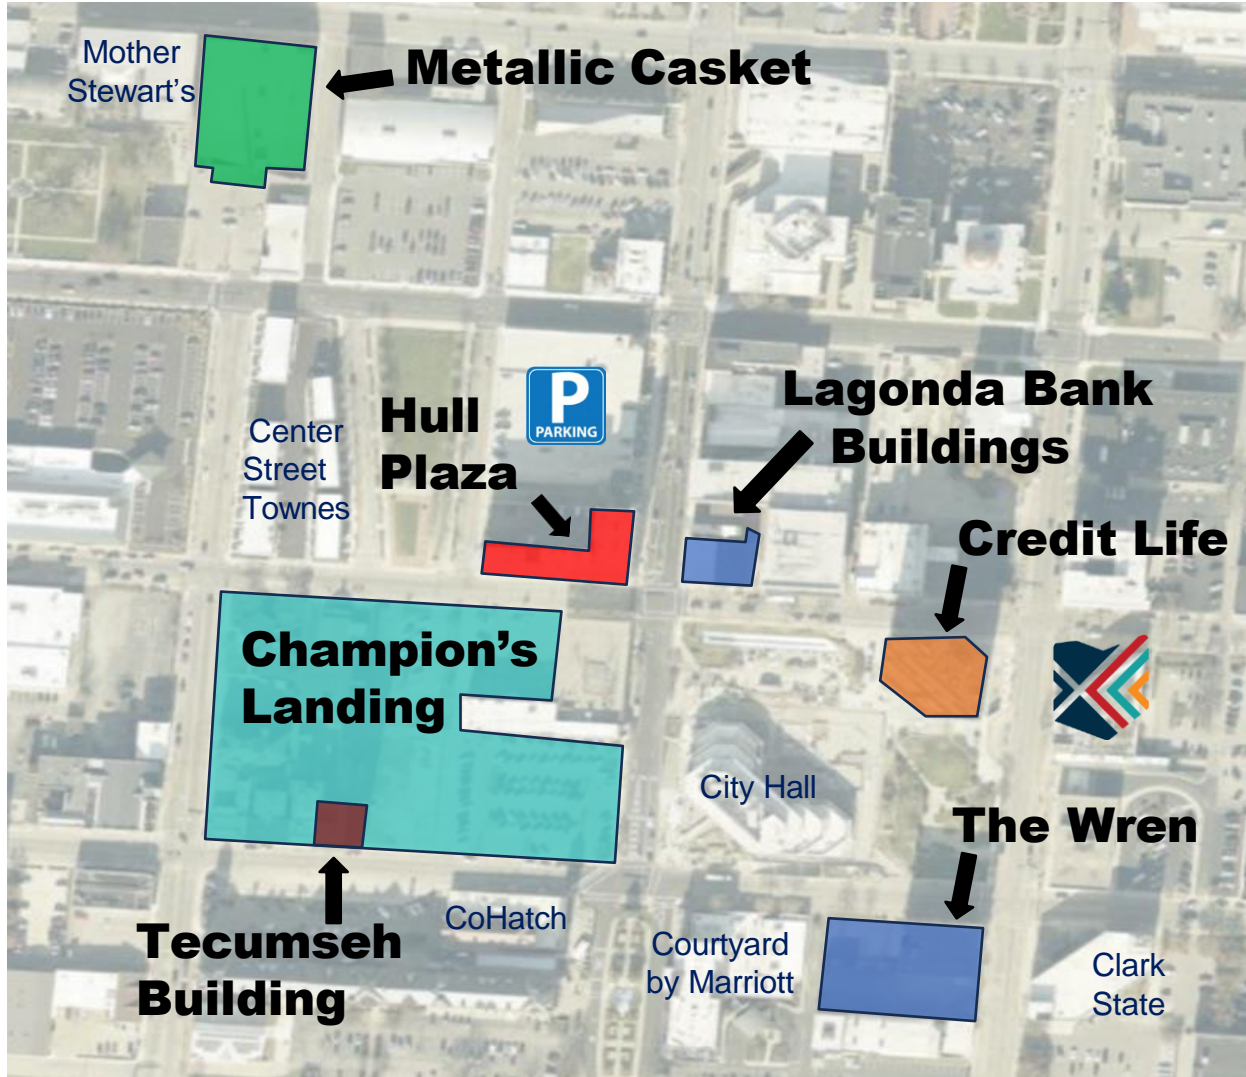 Mother
Stewart's
Metallic Casket
P
PARKING
Hull
Plaza
Lagonda Bank
Buildings
Center
Street
Townes
Credit Life
Champion's
Landing
City Hall
The Wren
CoHatch
Tecumseh
Building
Courtyard
by Marriott
Clark
State